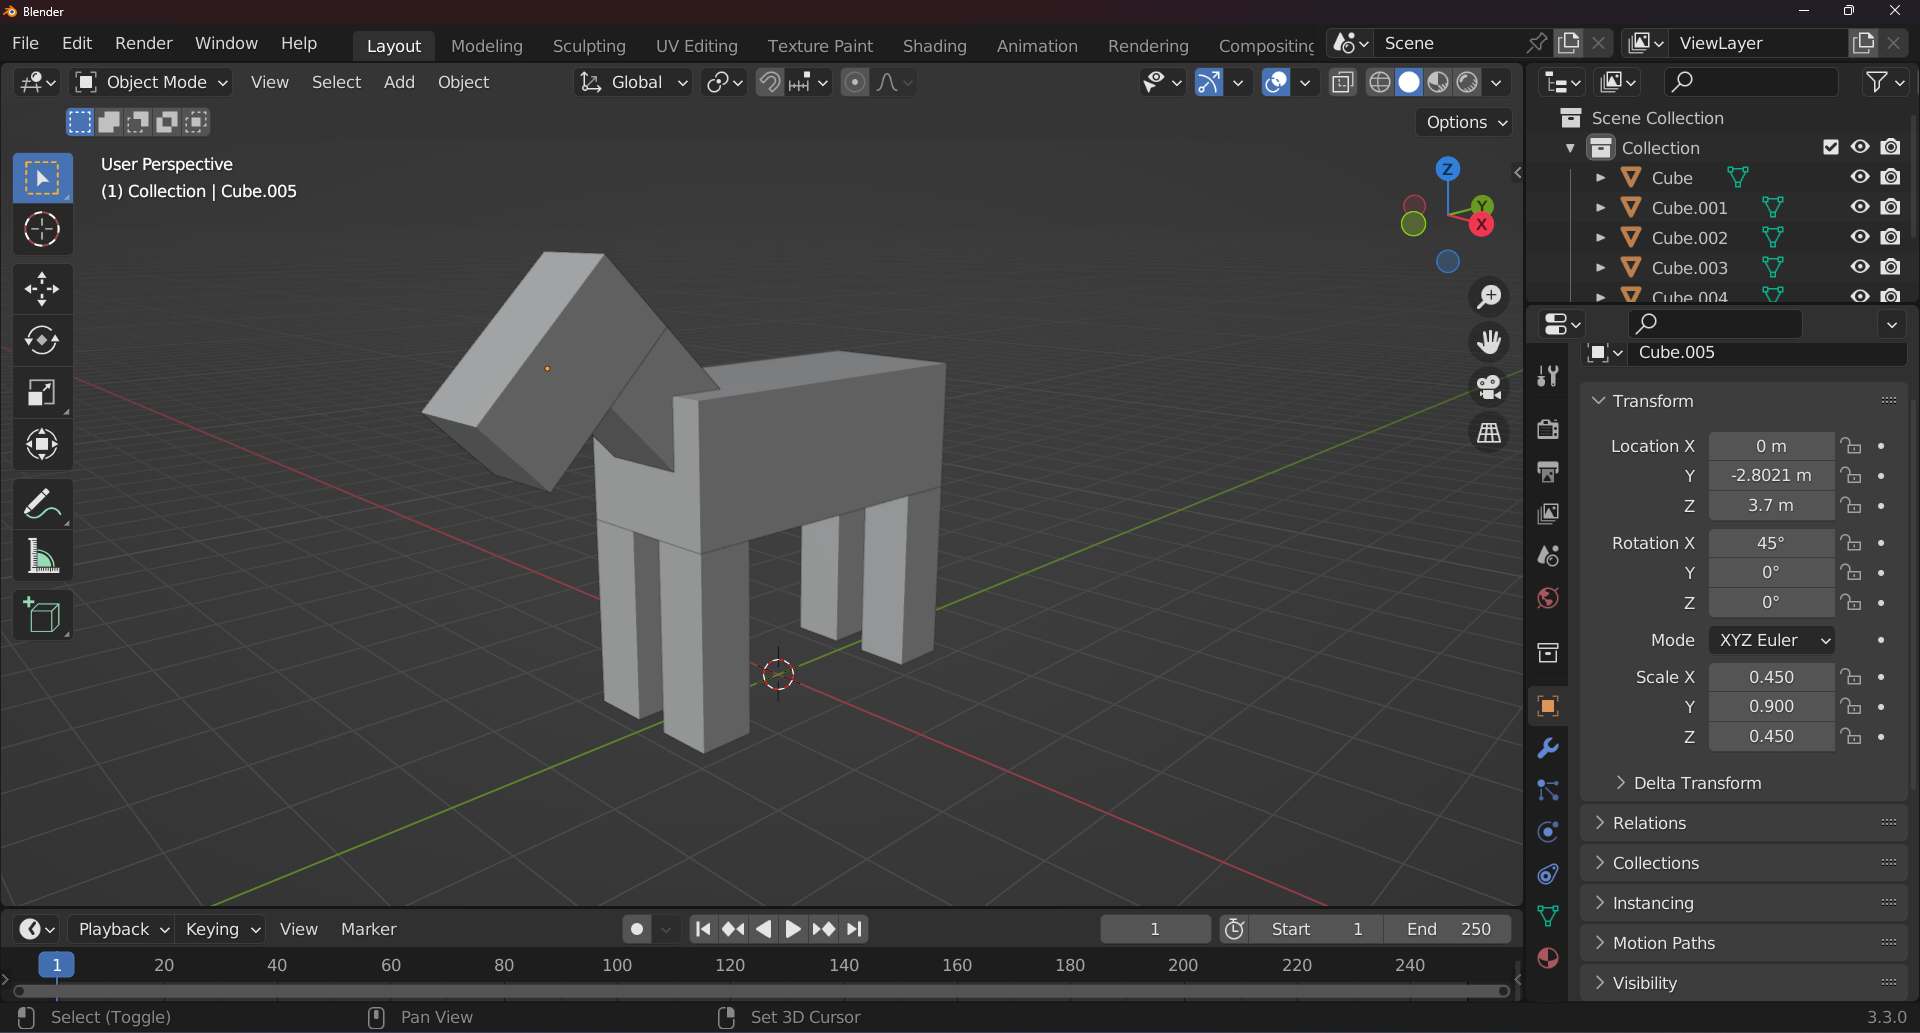 Blender
File Edit Render Window Help Layout Modeling Sculpting UV Editing Texture Paint Shading Animation Rendering Compositing Scene ViewLayer
Object Mode View Select Add Object Global
Options
User Perspective
(1) Collection | Cube.005
Z
Y
X
Scene Collection
Collection
Cube
Cube.001
Cube.002
Cube.003
Cube.004
Cube.005
Transform
Location X 0 m
Y -2.8021 m
Z 3.7 m
Rotation X 45°
Y 0°
Z 0°
Mode XYZ Euler
Scale X 0.450
Y 0.900
Z 0.450
Delta Transform
Relations
Collections
Instancing
Motion Paths
Visibility
Playback Keying View Marker 1 Start 1 End 250
1 20 40 60 80 100 120 140 160 180 200 220 240
Select (Toggle) Pan View Set 3D Cursor 3.3.0